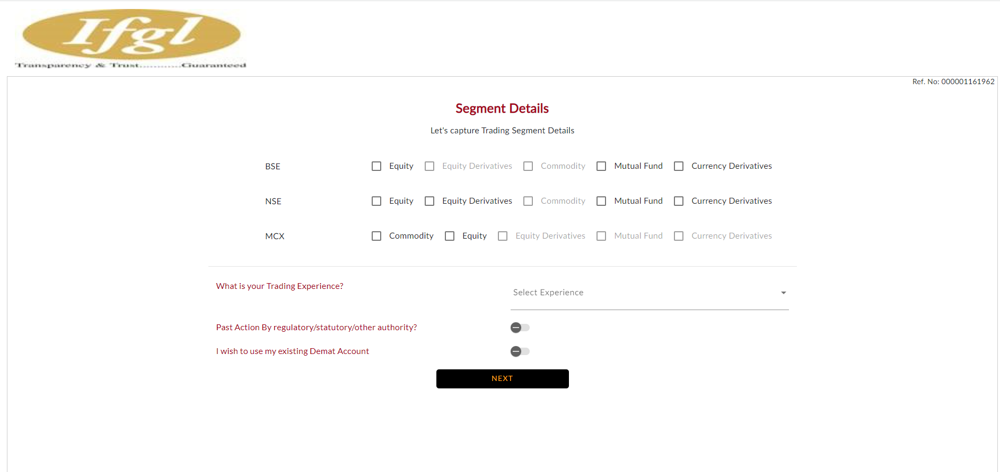 Ifgl
Transparency & Trust............Guaranteed
Ref. No: 000001161962
Segment Details
Let's capture Trading Segment Details
BSE Equity Equity Derivatives Commodity Mutual Fund Currency Derivatives
NSE Equity Equity Derivatives Commodity Mutual Fund Currency Derivatives
MCX Commodity Equity Equity Derivatives Mutual Fund Currency Derivatives
What is your Trading Experience?
Select Experience
Past Action By regulatory/statutory/other authority?
I wish to use my existing Demat Account
NEXT